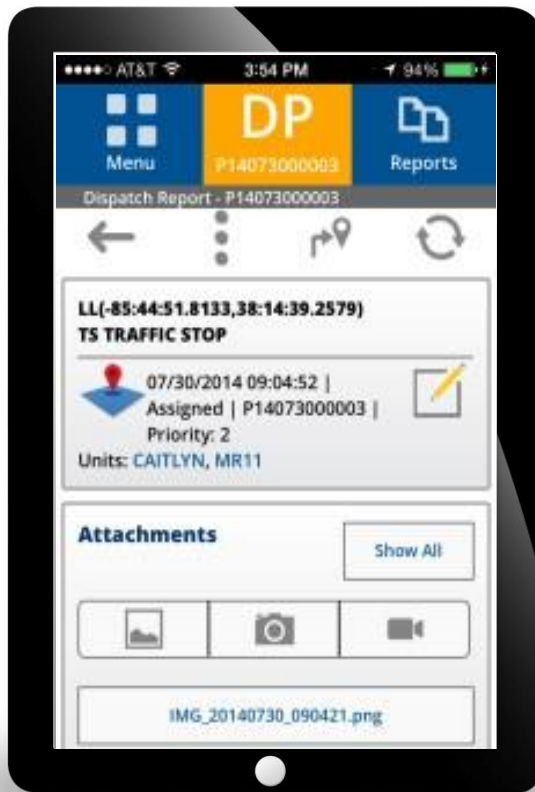 AT&T 3:54 PM 94%
DP
Menu P14073000003 Reports
Dispatch Report - P14073000003
LL(-85:44:51.8133,38:14:39.2579)
TS TRAFFIC STOP
07/30/2014 09:04:52 |
Assigned | P14073000003 |
Priority: 2
Units: CAITLYN, MR11
Attachments
Show All
IMG_20140730_090421.png